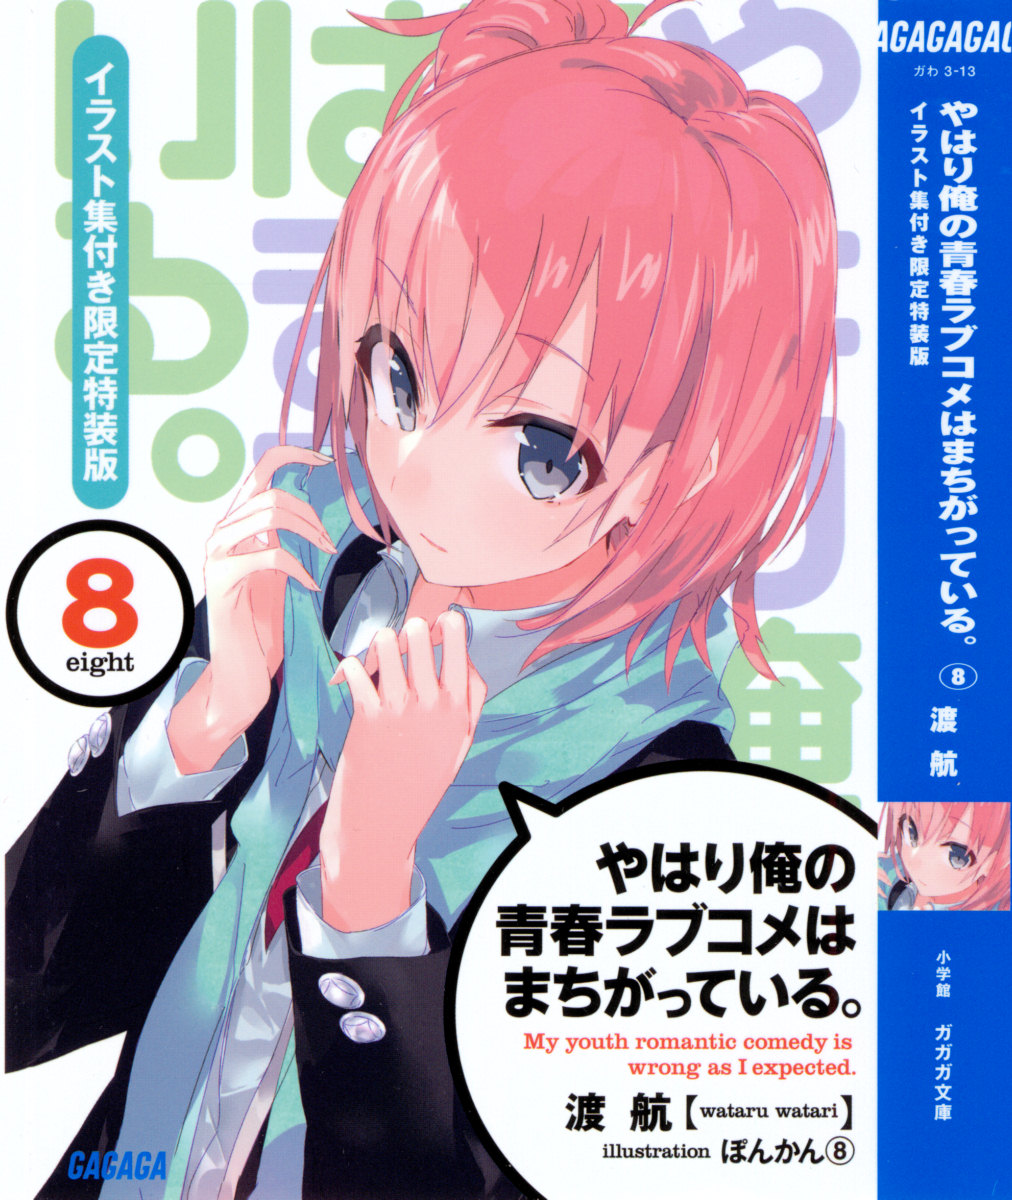 イラスト集付き限定特装版
8
eight
やはり俺の
青春ラブコメは
まちがっている。
My youth romantic comedy is
wrong as I expected.
渡 航【wataru watari】
illustration ぽんかん⑧
GAGAGA
AGAGAGAG
ガわ 3-13
やはり俺の青春ラブコメはまちがっている。⑧
イラスト集付き限定特装版
渡 航
小学館 ガガガ文庫